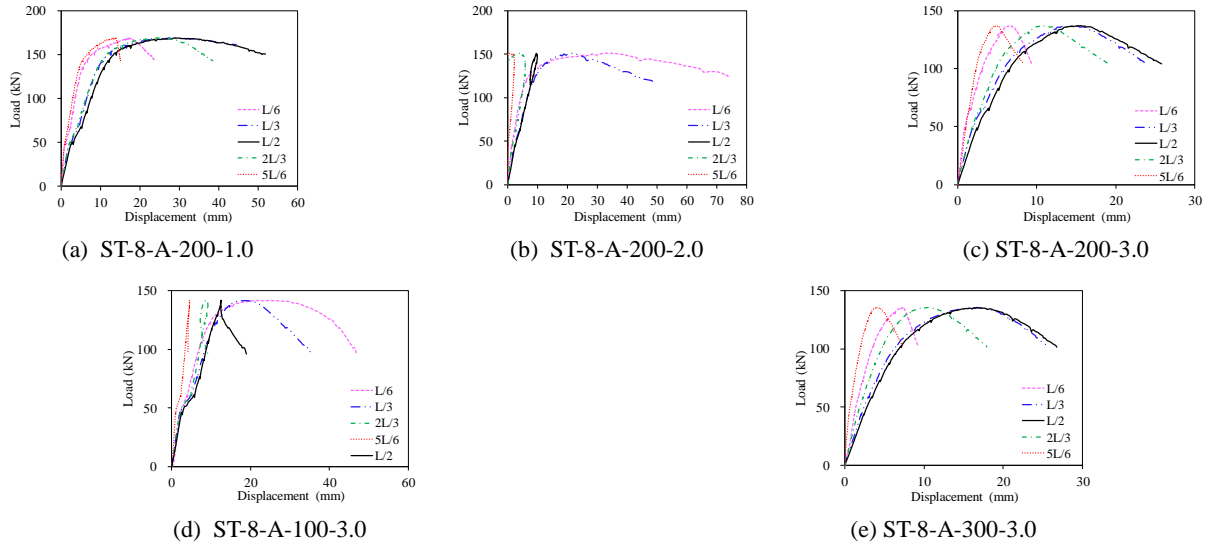 200
150
100
50
0
Load (kN)
0 10 20 30 40 50 60
Displacement (mm)
L/6
L/3
L/2
2L/3
5L/6
(a) ST-8-A-200-1.0
200
150
100
50
0
Load (kN)
0 10 20 30 40 50 60 70 80
Displacement (mm)
L/6
L/3
L/2
2L/3
5L/6
(b) ST-8-A-200-2.0
150
100
50
0
Load (kN)
0 10 20 30
Displacement (mm)
L/6
L/3
L/2
2L/3
5L/6
(c) ST-8-A-200-3.0
150
100
50
0
Load (kN)
0 20 40 60
Displacement (mm)
L/6
L/3
2L/3
5L/6
L/2
(d) ST-8-A-100-3.0
150
100
50
0
Load (kN)
0 10 20 30
Displacement (mm)
L/6
L/3
L/2
2L/3
5L/6
(e) ST-8-A-300-3.0